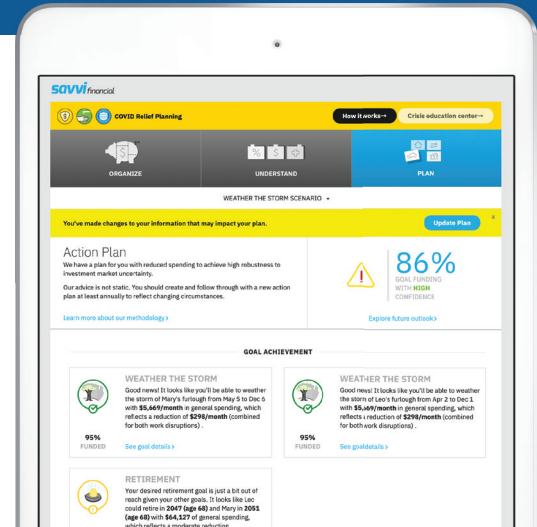 savvi financial
COVID Relief Planning
How it works→
Crisis education center→
ORGANIZE
UNDERSTAND
PLAN
WEATHER THE STORM SCENARIO
You've made changes to your information that may impact your plan.
Update Plan
x
Action Plan
We have a plan for you with reduced spending to achieve high robustness to
investment market uncertainty.
Our advice is not static. You should create and follow through with a new action
plan at least annually to reflect changing circumstances.
Learn more about our methodology >
86%
GOAL FUNDING
WITH HIGH
CONFIDENCE
Explore future outlook >
GOAL ACHIEVEMENT
WEATHER THE STORM
Good news! It looks like you'll be able to weather
the storm of Mary's furlough from May 5 to Dec 6
with $5,669/month in general spending, which
reflects a reduction of $298/month (combined
for both work disruptions) .
95%
FUNDED
See goal details >
WEATHER THE STORM
Good news! It looks like you'll be able to weather
the storm of Leo's furlough from Apr 2 to Dec 1
with $5,669/month in general spending, which
reflects a reduction of $298/month (combined
for both work disruptions) .
95%
FUNDED
See goaldetails >
RETIREMENT
Your desired retirement goal is just a bit out of
reach given your other goals. It looks like Leo
could retire in 2047 (age 68) and Mary in 2051
(age 68) with $64,127 of general spending,
which reflects a moderate reduction